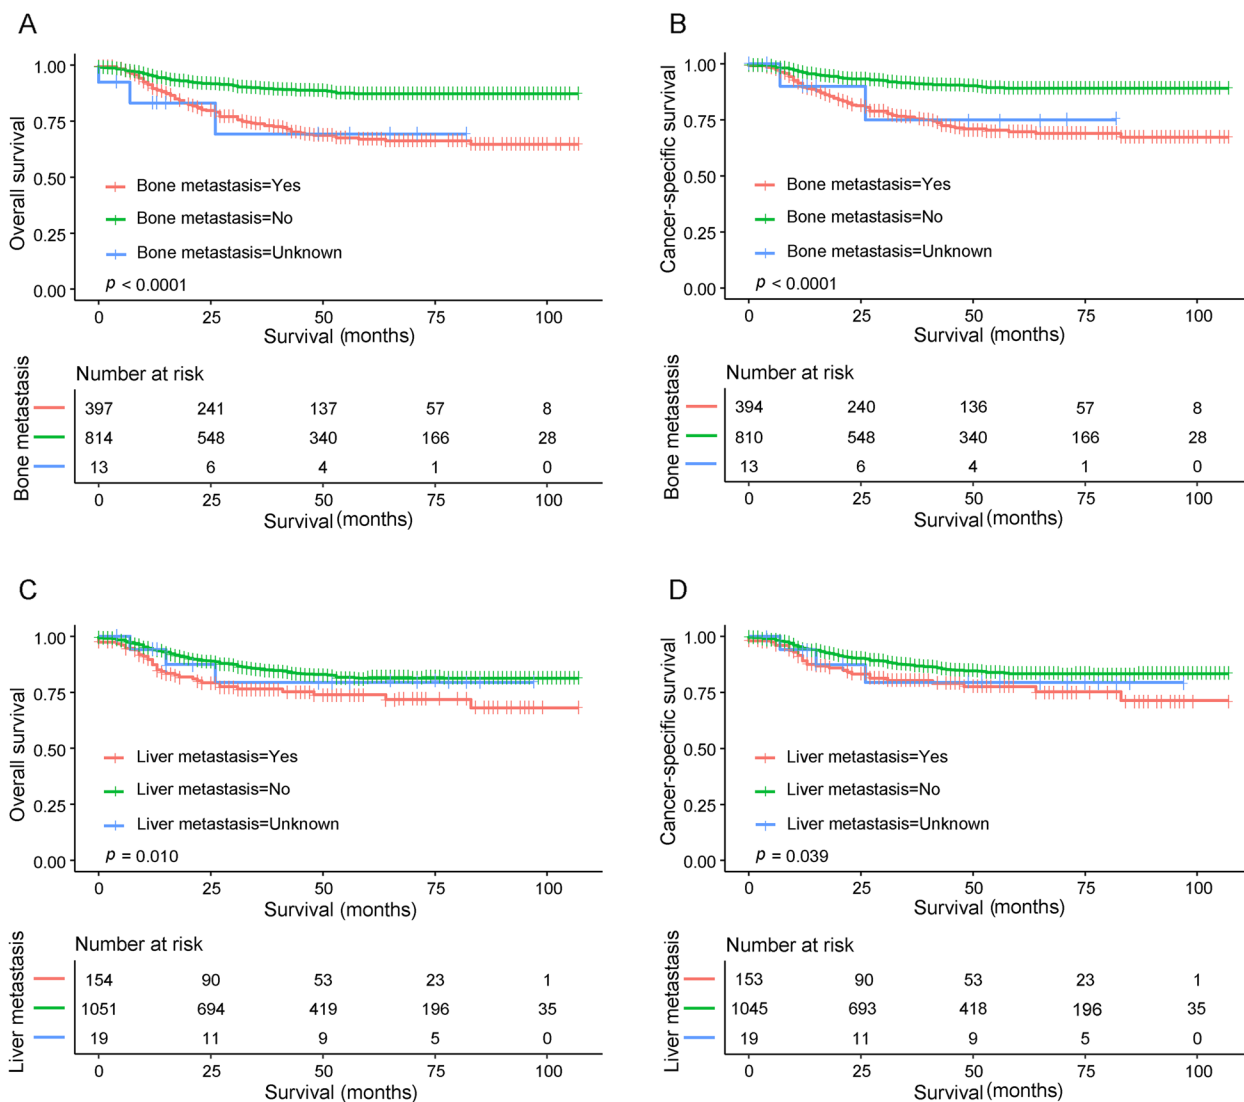 A
1.00
0.75
0.50
0.25
0.00
Overall survival
Bone metastasis=Yes
Bone metastasis=No
Bone metastasis=Unknown
p < 0.0001
0 25 50 75 100
Survival (months)
Number at risk
Bone metastasis
397 241 137 57 8
814 548 340 166 28
13 6 4 1 0
0 25 50 75 100
Survival (months)
B
1.00
0.75
0.50
0.25
0.00
Cancer-specific survival
Bone metastasis=Yes
Bone metastasis=No
Bone metastasis=Unknown
p < 0.0001
0 25 50 75 100
Survival (months)
Number at risk
Bone metastasis
394 240 136 57 8
810 548 340 166 28
13 6 4 1 0
0 25 50 75 100
Survival (months)
C
1.00
0.75
0.50
0.25
0.00
Overall survival
Liver metastasis=Yes
Liver metastasis=No
Liver metastasis=Unknown
p = 0.010
0 25 50 75 100
Survival (months)
Number at risk
Liver metastasis
154 90 53 23 1
1051 694 419 196 35
19 11 9 5 0
0 25 50 75 100
Survival (months)
D
1.00
0.75
0.50
0.25
0.00
Cancer-specific survival
Liver metastasis=Yes
Liver metastasis=No
Liver metastasis=Unknown
p = 0.039
0 25 50 75 100
Survival (months)
Number at risk
Liver metastasis
153 90 53 23 1
1045 693 418 196 35
19 11 9 5 0
0 25 50 75 100
Survival (months)